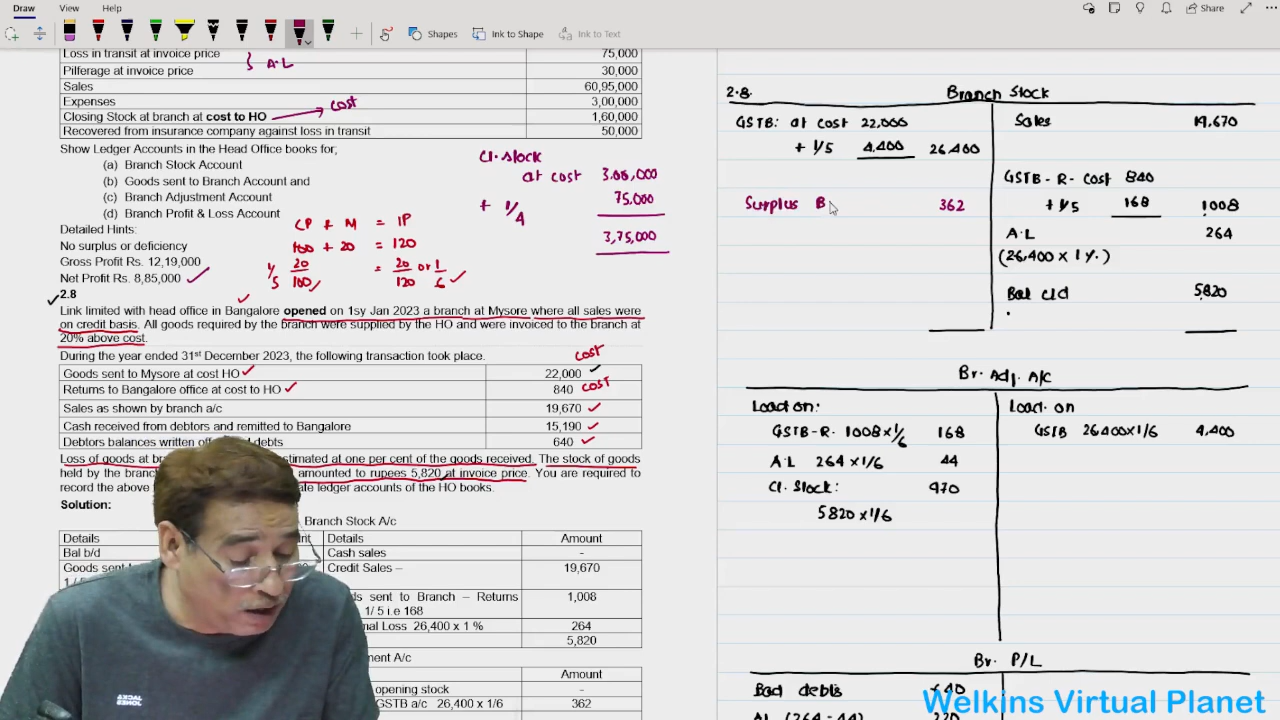 Draw View Help
Share
Shapes Ink to Shape Ink to Text
Loss in transit at invoice price 75,000
Pilferage at invoice price 30,000
A.L
Sales 60,95,000
Expenses 3,00,000
cost
Closing Stock at branch at cost to HO 1,60,000
Recovered from insurance company against loss in transit 50,000
Show Ledger Accounts in the Head Office books for;
(a) Branch Stock Account
(b) Goods sent to Branch Account and
(c) Branch Adjustment Account
(d) Branch Profit & Loss Account
Cl. Stock
at cost 3,00,000
+ 1/4 75,000
3,75,000
Detailed Hints:
No surplus or deficiency
Gross Profit Rs. 12,19,000
Net Profit Rs. 8,85,000
CP + M = IP
100 + 20 = 120
1/5 20/100 = 20/120 or 1/6
2.8
Link limited with head office in Bangalore opened on 1sy Jan 2023 a branch at Mysore where all sales were
on credit basis. All goods required by the branch were supplied by the HO and were invoiced to the branch at
20% above cost.
During the year ended 31st December 2023, the following transaction took place.
cost
Goods sent to Mysore at cost HO 22,000
Returns to Bangalore office at cost to HO 840 COST
Sales as shown by branch a/c 19,670
Cash received from debtors and remitted to Bangalore 15,190
Debtors balances written off debts 640
Loss of goods at estimated at one per cent of the goods received. The stock of goods
held by the amounted to rupees 5,820 at invoice price. You are required to
record the above ledger accounts of the HO books.
Solution:
Branch Stock A/c
Details Details Amount
Bal b/d Cash sales -
Goods sent Credit Sales – 19,670
sent to Branch – Returns 1,008
1/ 5 i.e 168
Loss 26,400 x 1 % 264
5,820
A/c
Amount
opening stock -
GSTB a/c 26,400 x 1/6 362
2.8. Branch Stock
GSTB: at cost 22,000 Sales 19,670
+ 1/5 4,400 26,400
GSTB-R- Cost 840
Surplus B 362 + 1/5 168 1008
A.L 264
(26,400 x 1%.)
Bal c/d 5820
Br. Adj. A/C
Load on: Load. on
GSTB-R. 1008x1/6 168 GSTB 26400x1/6 4,400
A.L 264x1/6 44
Cl. Stock: 970
5820x1/6
Br. P/L
Bad debts 640
AL (264-44) 220
Welkins Virtual Planet